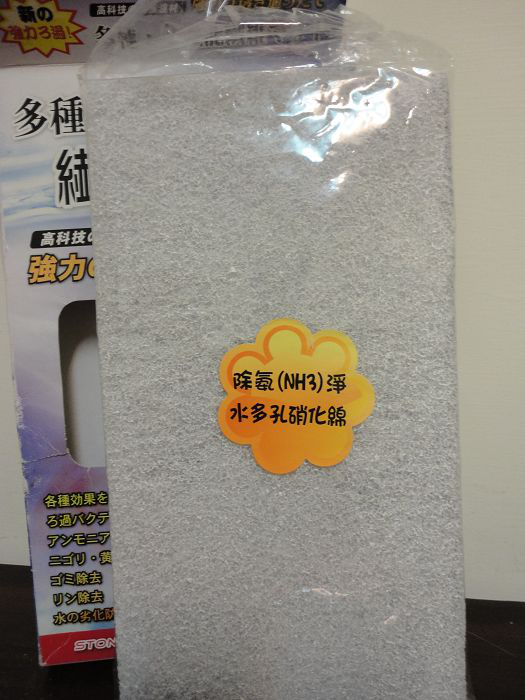 新の
強力ろ過!
高科技の
多種
高科技の
強力の
除氨(NH3)淨
水多孔硝化綿
各種効果を
ろ過バクテ
アンモニア
ニゴリ・黄
ゴミ除去
リン除去
水の劣化防
STON